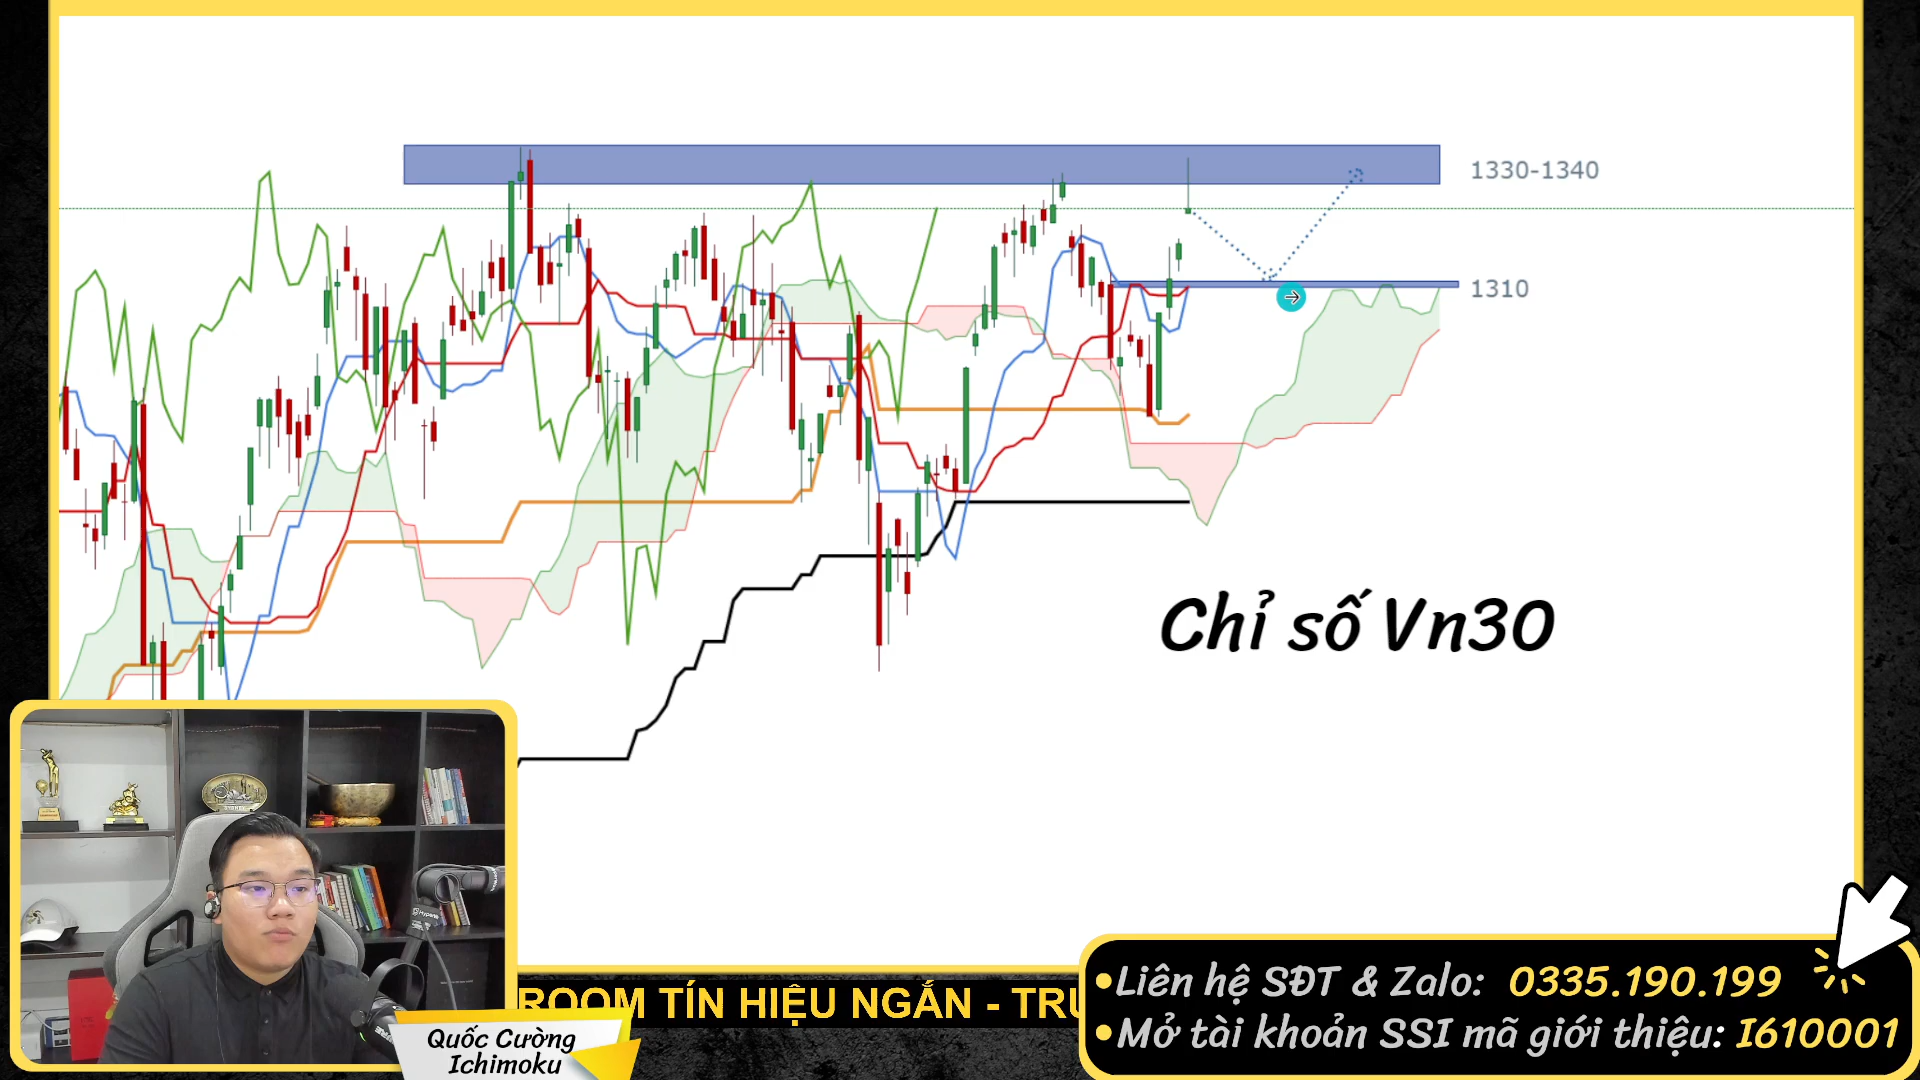 1330-1340
1310
Chỉ số Vn30
ROOM TÍN HIỆU NGẮN - TRU
Quốc Cường
Ichimoku
•Liên hệ SĐT & Zalo: 0335.190.199
•Mở tài khoản SSI mã giới thiệu: I610001